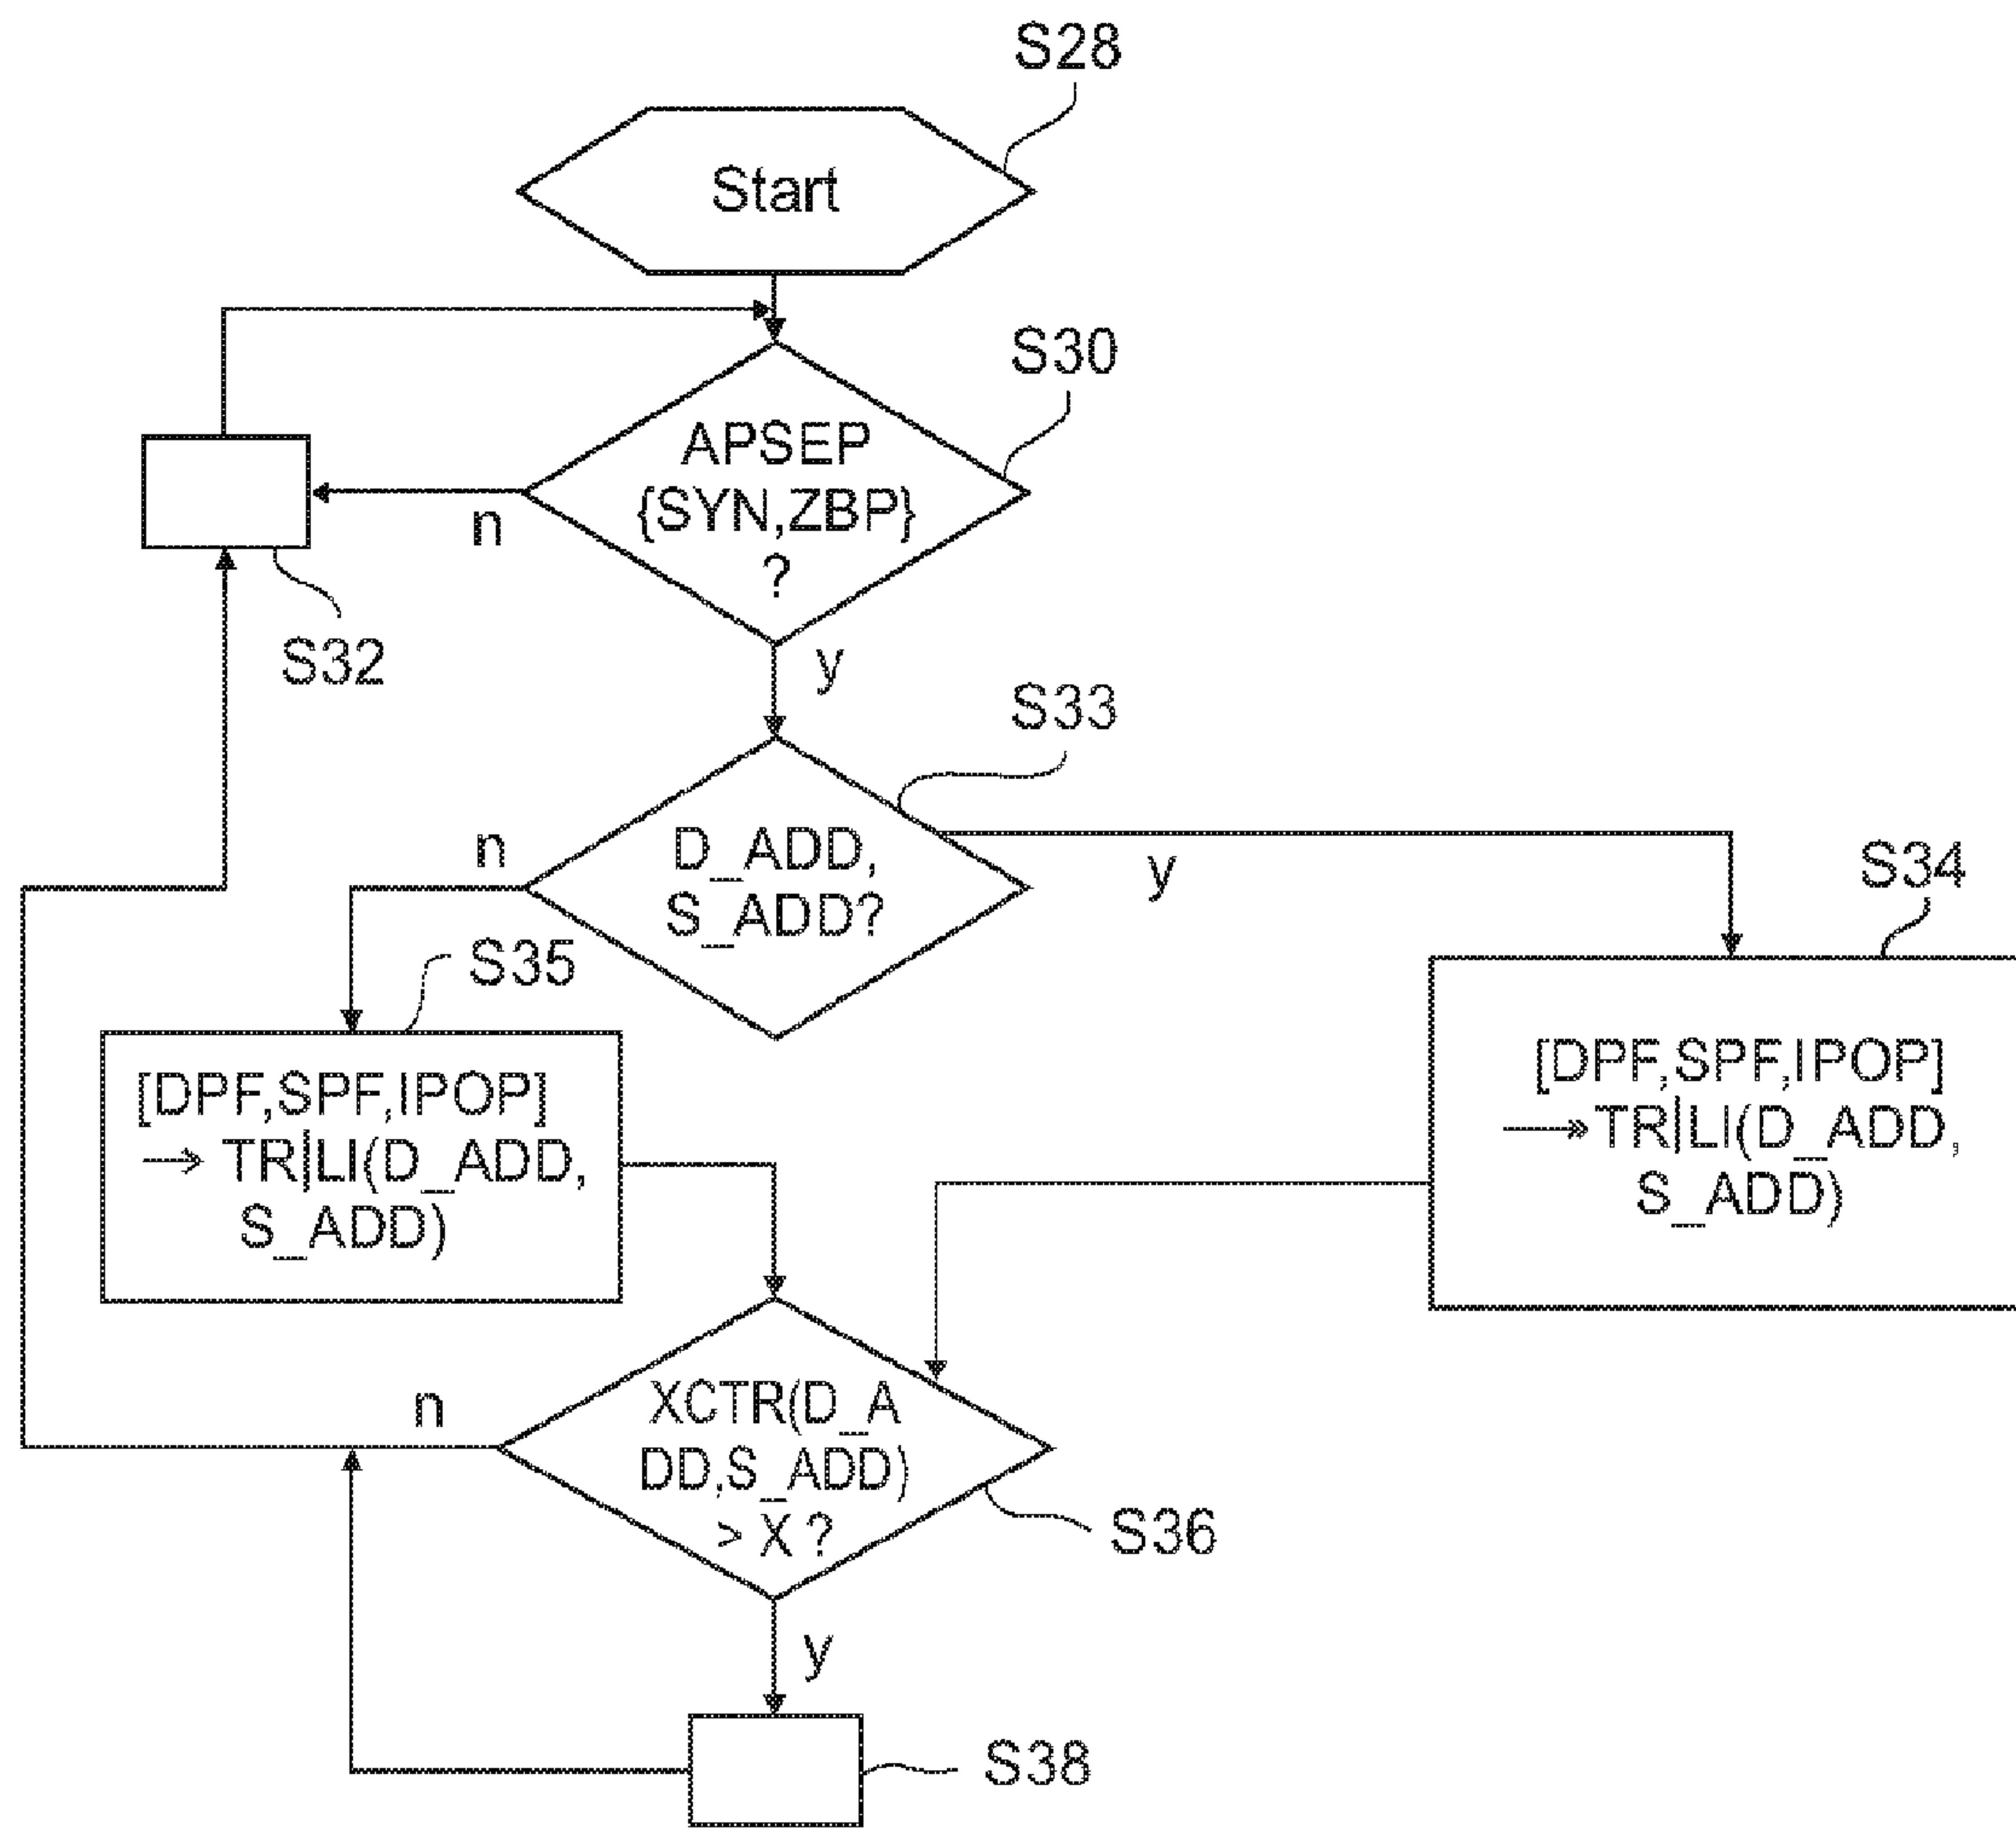 S28
Start
S30
APSEP
{SYN,ZBP}
?
n
S32
y
S33
D_ADD,
S_ADD?
n
y
S34
S35
[DPF,SPF,IPOP]
→ TR|LI(D_ADD,
S_ADD)
[DPF,SPF,IPOP]
→TR|LI(D_ADD,
S_ADD)
XCTR(D_A
DD,S_ADD)
> X ?
n
S36
y
S38